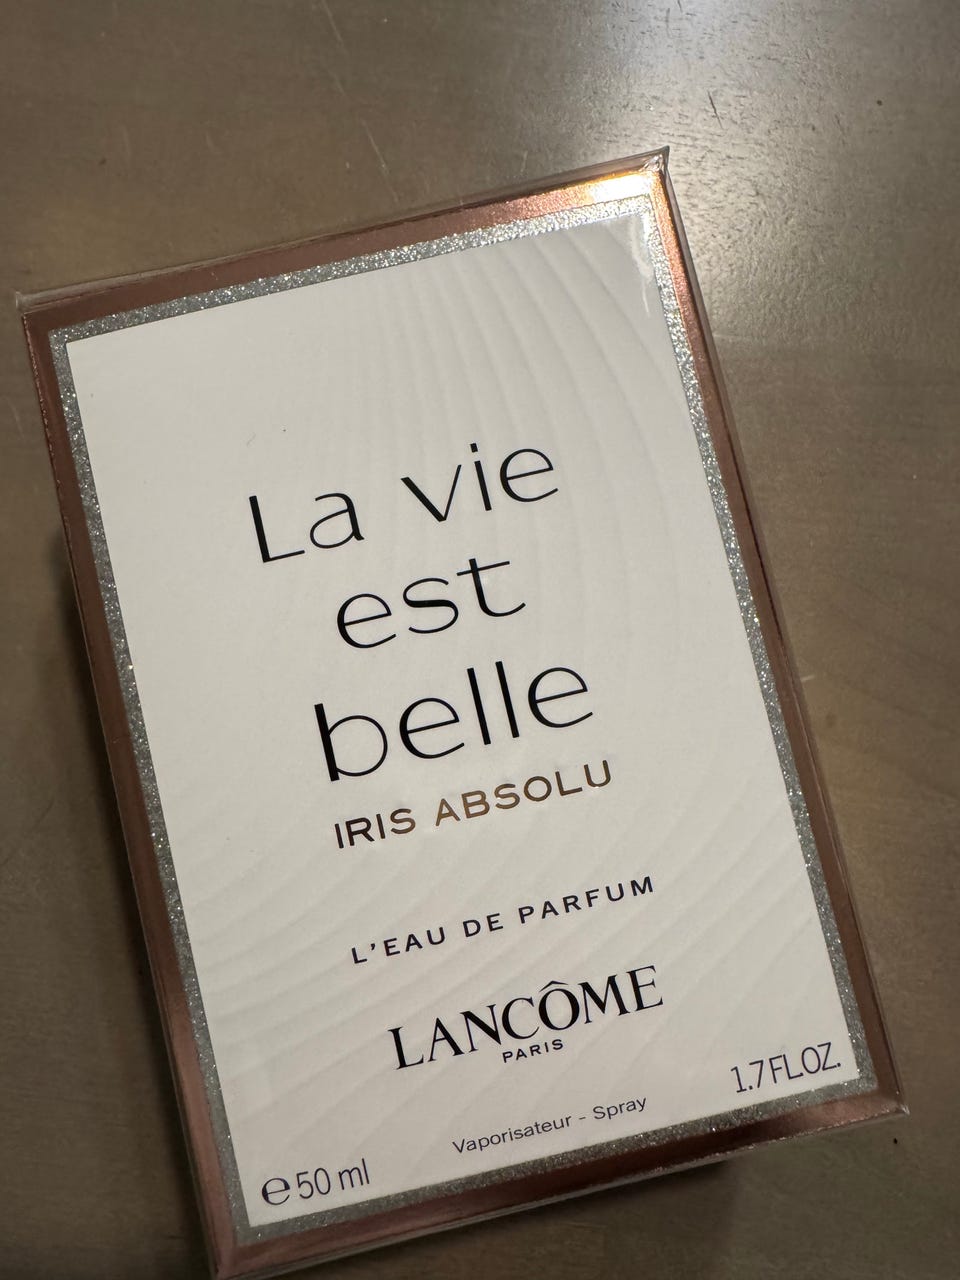 La vie
est
belle
IRIS ABSOLU
L'EAU DE PARFUM
LANCÔME
PARIS
1.7 FL.OZ.
Vaporisateur - Spray
℮ 50 ml